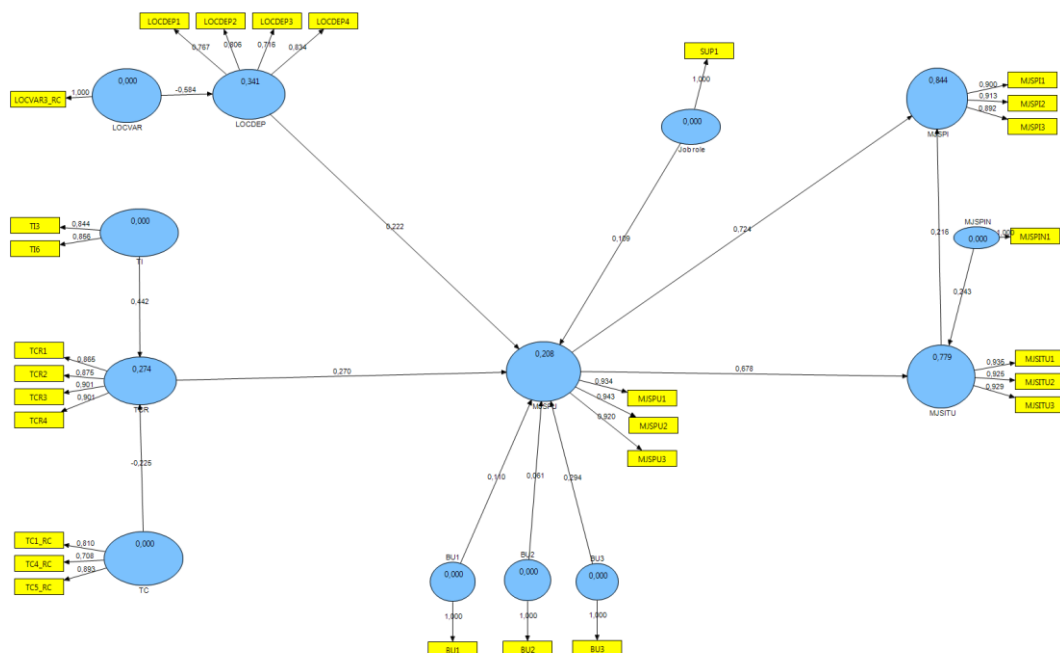 LOCDEP1
LOCDEP2
LOCDEP3
LOCDEP4
0,767
0,806
0,716
0,834
SUP1
1,000
LOCVAR3_RC
1,000
0,000
LOCVAR
-0,584
0,341
LOCDEP
0,000
Job role
0,844
MJSPI
0,900
0,913
0,892
MJSPI1
MJSPI2
MJSPI3
TI3
TI6
0,844
0,856
0,000
TI
0,222
0,109
0,724
0,216
MJSPIN
0,000
1,000
MJSPIN1
0,243
0,442
TCR1
TCR2
TCR3
TCR4
0,865
0,875
0,901
0,901
0,274
TCR
0,270
0,208
MJSPU
0,934
0,943
0,920
MJSPU1
MJSPU2
MJSPU3
0,678
0,779
MJSITU
0,935
0,926
0,929
MJSITU1
MJSITU2
MJSITU3
-0,225
0,110
0,061
0,294
TC1_RC
TC4_RC
TC5_RC
0,810
0,708
0,893
0,000
TC
BU1
BU2
BU3
0,000
0,000
0,000
1,000
1,000
1,000
BU1
BU2
BU3